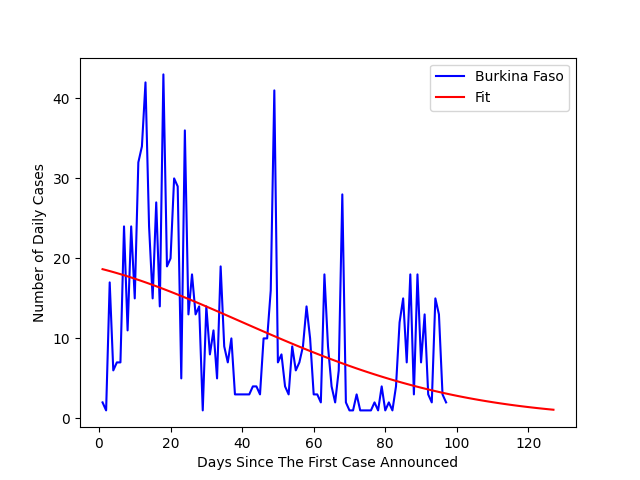 Burkina Faso
Fit
40
30
20
10
0
Number of Daily Cases
0 20 40 60 80 100 120
Days Since The First Case Announced